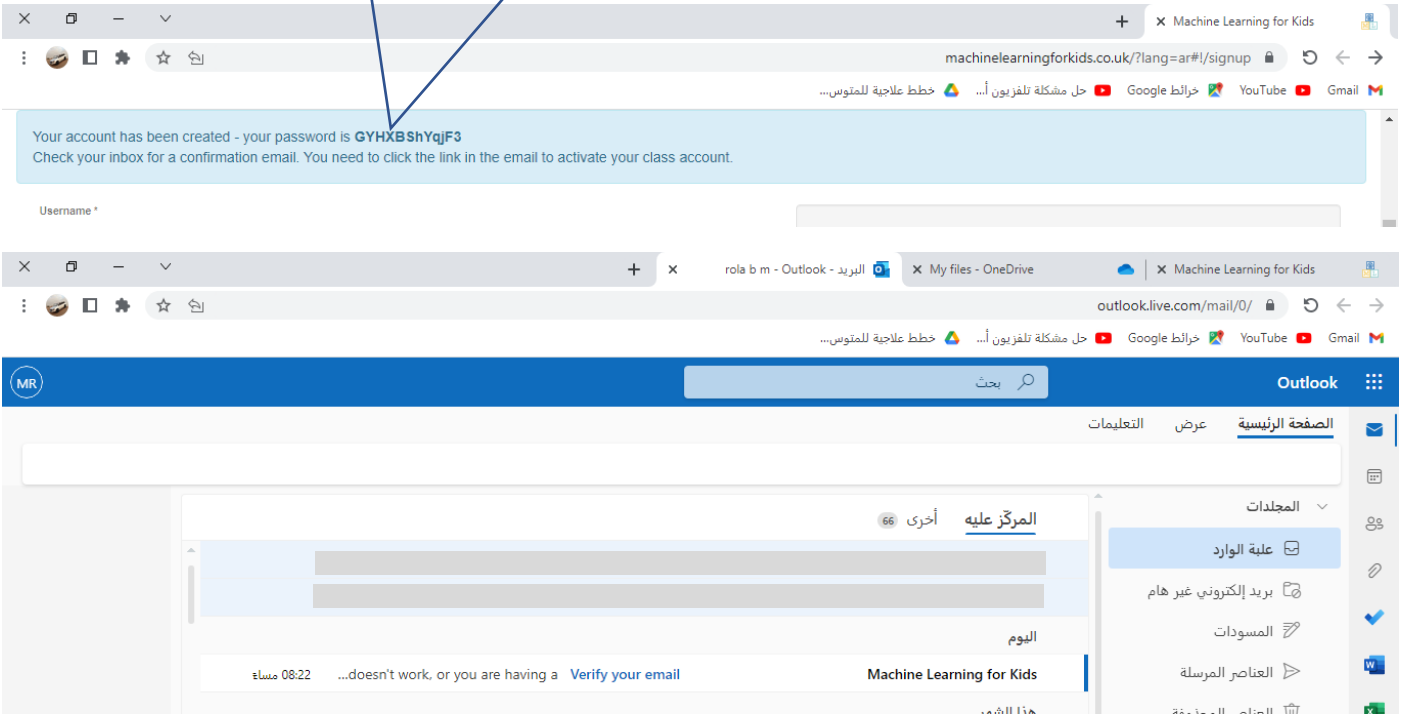 Machine Learning for Kids
machinelearningforkids.co.uk/?lang=ar#!/signup
Gmail YouTube خرائط Google حل مشكلة تلفزيون أ... خطط علاجية للمتوس...
Your account has been created - your password is GYHXBShYqjF3
Check your inbox for a confirmation email. You need to click the link in the email to activate your class account.
Username *
Machine Learning for Kids My files - OneDrive البريد - rola b m - Outlook
outlook.live.com/mail/0/
Gmail YouTube خرائط Google حل مشكلة تلفزيون أ... خطط علاجية للمتوس...
Outlook بحث MR
الصفحة الرئيسية عرض التعليمات
المجلدات
المركّز عليه أخرى 66
علبة الوارد
بريد إلكتروني غير هام
المسودات
اليوم
العناصر المرسلة
Machine Learning for Kids Verify your email ...doesn't work, or you are having a 08:22 مساءً
هذا الشهر
العناصر المحذوفة